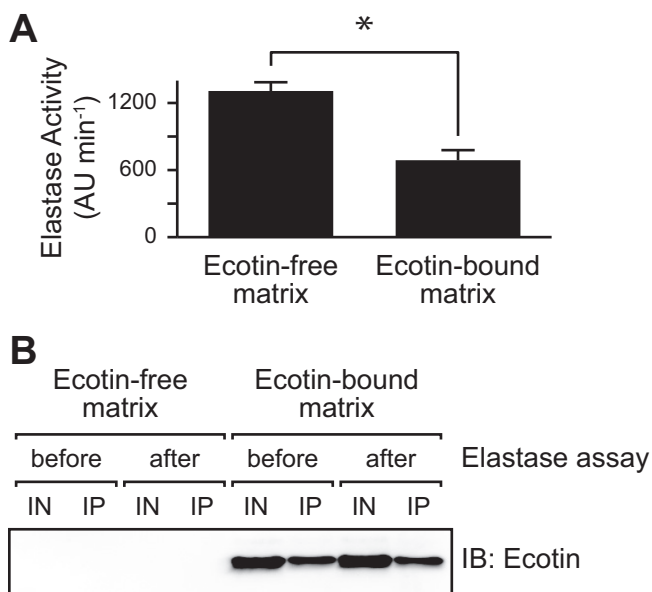 A
*
Elastase Activity
(AU min⁻¹)
1200
600
0
Ecotin-free
matrix
Ecotin-bound
matrix
B
Ecotin-free
matrix
Ecotin-bound
matrix
before after before after Elastase assay
IN IP IN IP IN IP IN IP
IB: Ecotin